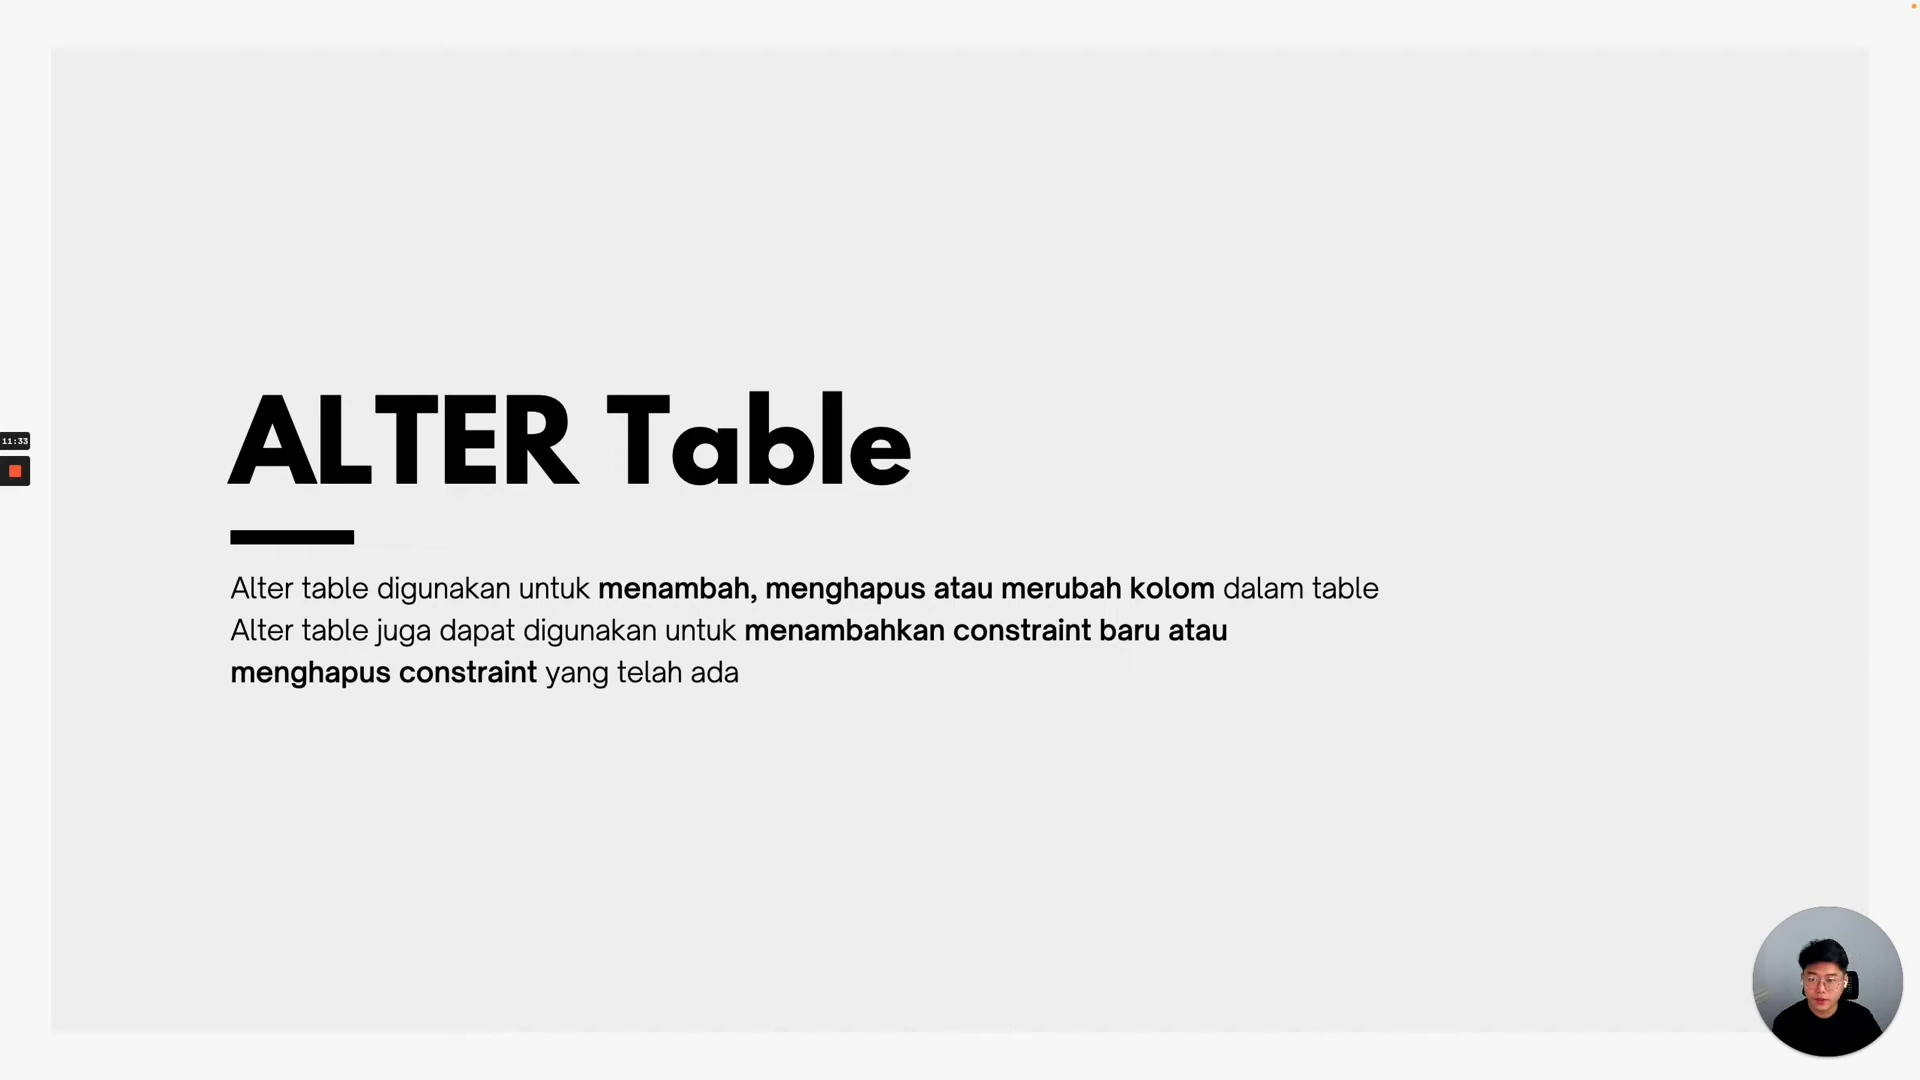 ALTER Table
Alter table digunakan untuk menambah, menghapus atau merubah kolom dalam table
Alter table juga dapat digunakan untuk menambahkan constraint baru atau
menghapus constraint yang telah ada
11:33